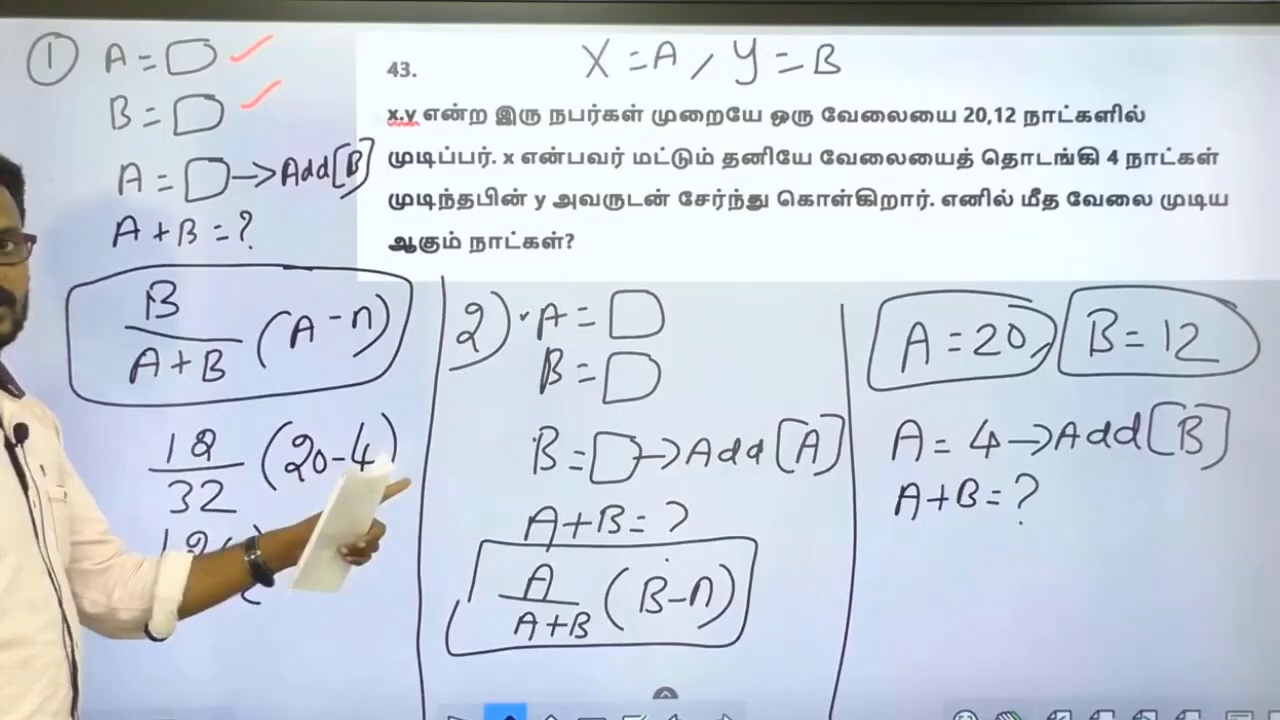 ① A = □ ✓
B = □ ✓
A = □ → Add [B]
A + B = ?
B / A + B (A - n)
12 / 32 (20 - 4)
43.
X = A , Y = B
x.y என்ற இரு நபர்கள் முறையே ஒரு வேலையை 20,12 நாட்களில்
முடிப்பர். x என்பவர் மட்டும் தனியே வேலையைத் தொடங்கி 4 நாட்கள்
முடிந்தபின் y அவருடன் சேர்ந்து கொள்கிறார். எனில் மீத வேலை முடிய
ஆகும் நாட்கள்?
2) A = □
B = □
B = □ → Add [A]
A + B = ?
A / A + B (B - n)
A = 20, B = 12
A = 4 → Add [B]
A + B = ?